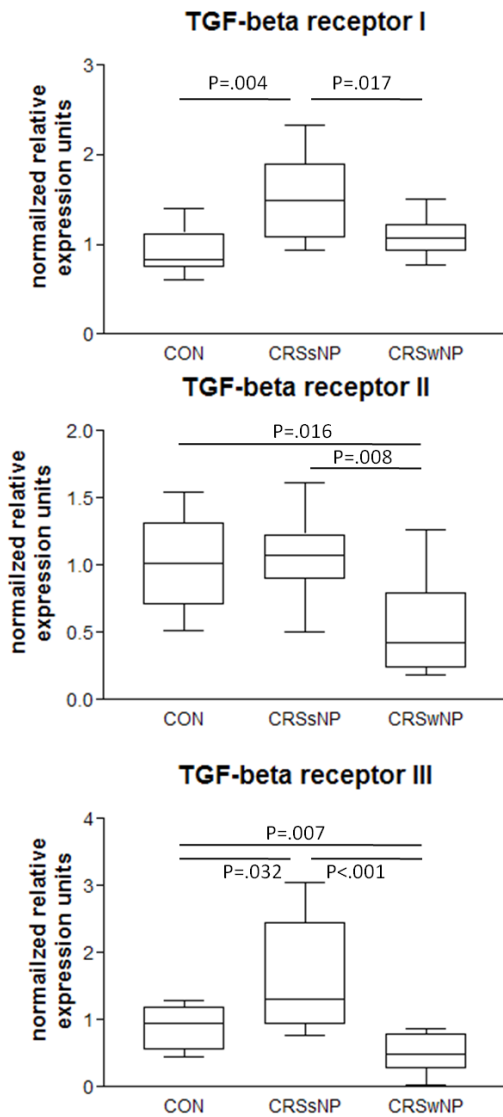 TGF-beta receptor I
normailzed relative
expression units
3
2
1
0
P=.004
P=.017
CON
CRSsNP
CRSwNP
TGF-beta receptor II
normailzed relative
expression units
2.0
1.5
1.0
0.5
0.0
P=.016
P=.008
CON
CRSsNP
CRSwNP
TGF-beta receptor III
normailzed relative
expression units
4
3
2
1
0
P=.007
P=.032
P<.001
CON
CRSsNP
CRSwNP